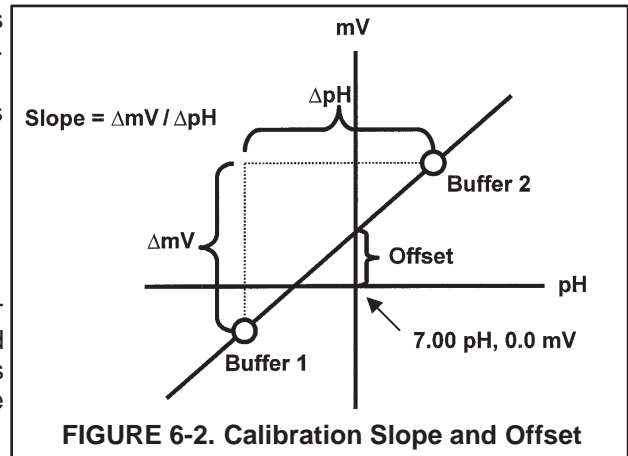 mV
ΔpH
Slope = ΔmV / ΔpH
Buffer 2
ΔmV
Offset
pH
7.00 pH, 0.0 mV
Buffer 1
FIGURE 6-2. Calibration Slope and Offset